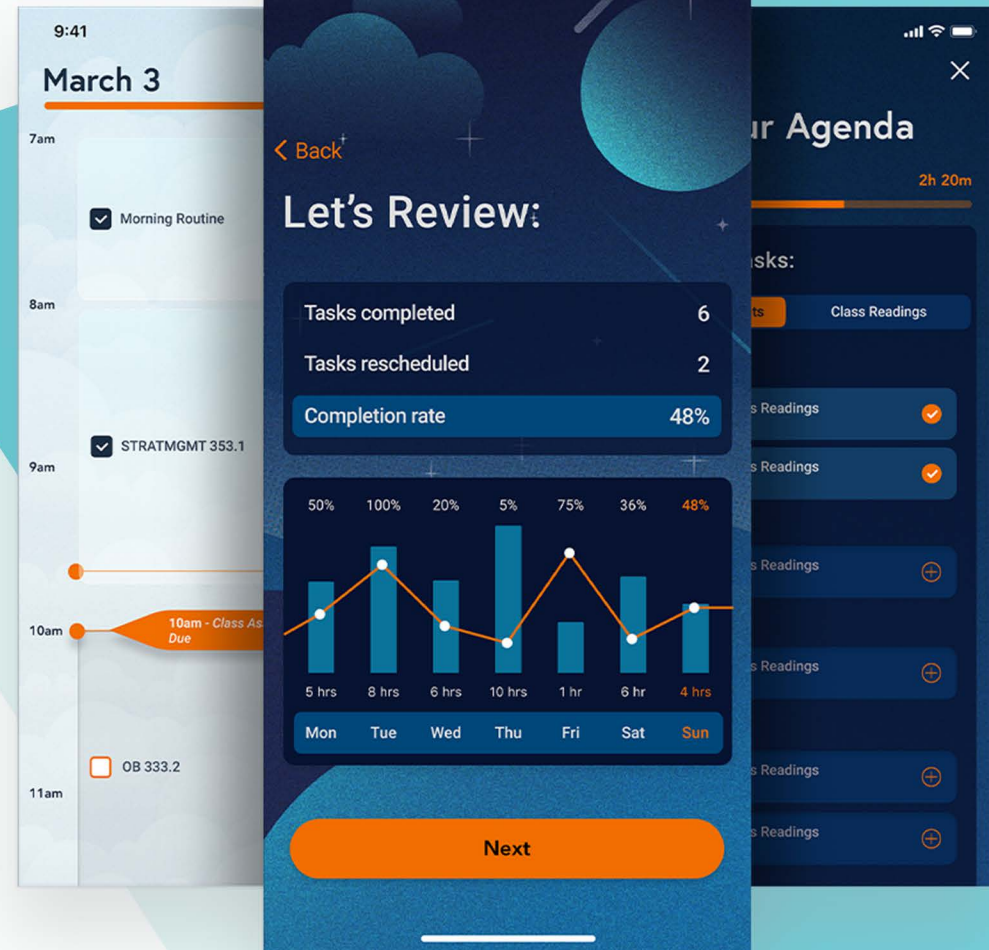 9:41
March 3
7am
Morning Routine
8am
STRATMGMT 353.1
9am
10am
10am - Class As
Due
OB 333.2
11am
Back
Let's Review:
Tasks completed 6
Tasks rescheduled 2
Completion rate 48%
50% 100% 20% 5% 75% 36% 48%
5 hrs 8 hrs 6 hrs 10 hrs 1 hr 6 hr 4 hrs
Mon Tue Wed Thu Fri Sat Sun
Next
ur Agenda
2h 20m
asks:
ts Class Readings
s Readings
s Readings
s Readings
s Readings
s Readings
s Readings